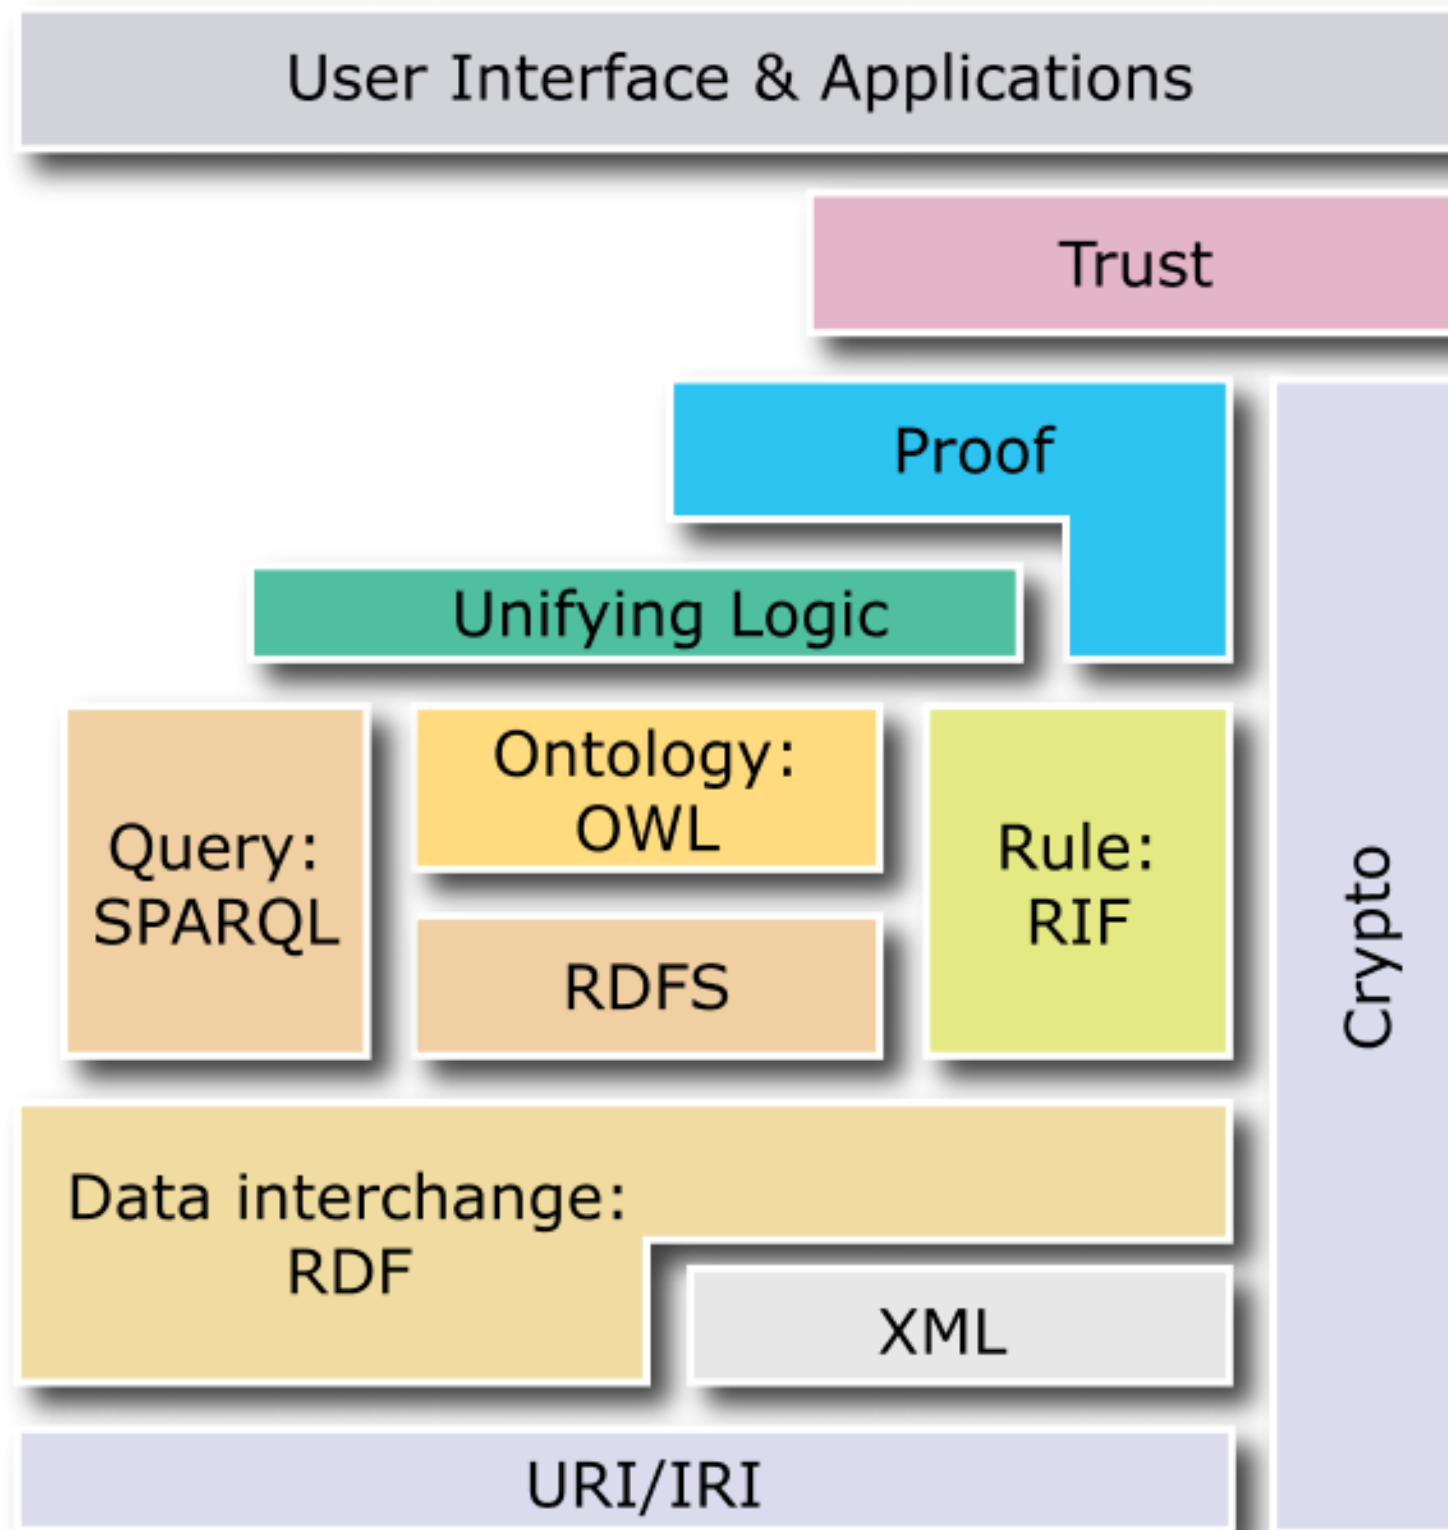 User Interface & Applications
Trust
Proof
Unifying Logic
Query:
SPARQL
Ontology:
OWL
RDFS
Rule:
RIF
Crypto
Data interchange:
RDF
XML
URI/IRI